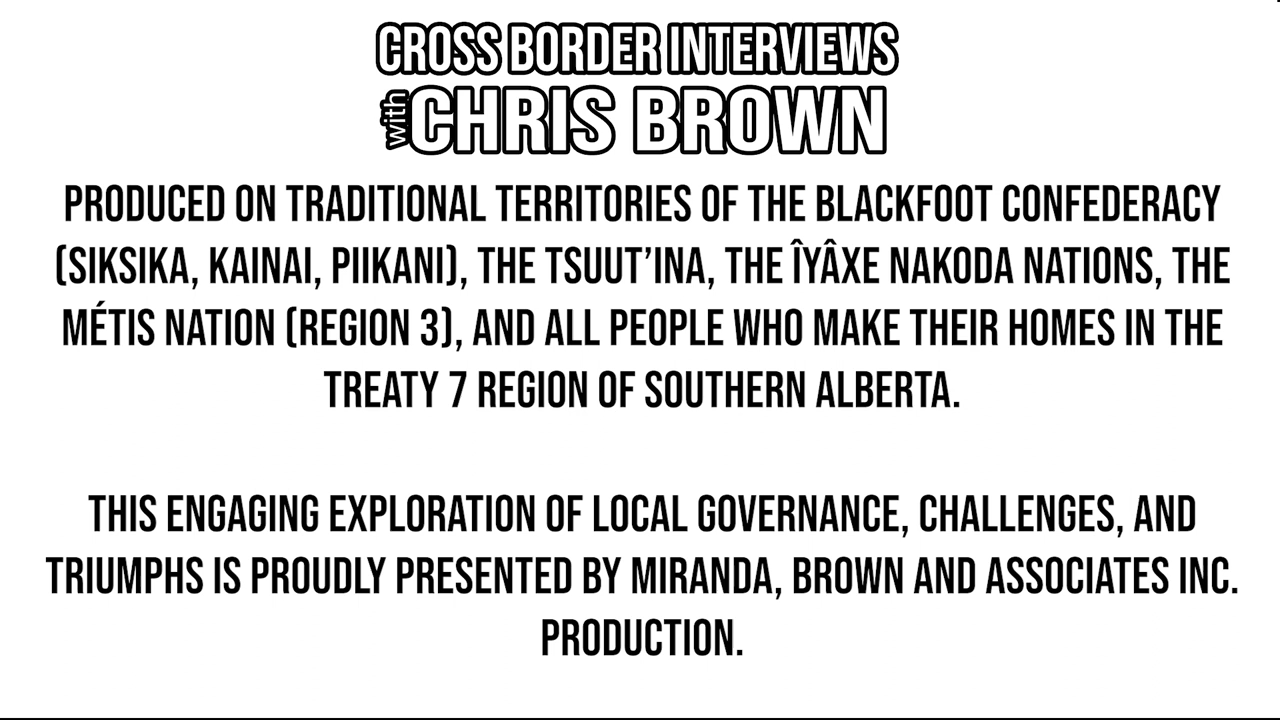 CROSS BORDER INTERVIEWS
with CHRIS BROWN
PRODUCED ON TRADITIONAL TERRITORIES OF THE BLACKFOOT CONFEDERACY
(SIKSIKA, KAINAI, PIIKANI), THE TSUUT’INA, THE ÎYÂXE NAKODA NATIONS, THE
MÉTIS NATION (REGION 3), AND ALL PEOPLE WHO MAKE THEIR HOMES IN THE
TREATY 7 REGION OF SOUTHERN ALBERTA.
THIS ENGAGING EXPLORATION OF LOCAL GOVERNANCE, CHALLENGES, AND
TRIUMPHS IS PROUDLY PRESENTED BY MIRANDA, BROWN AND ASSOCIATES INC.
PRODUCTION.